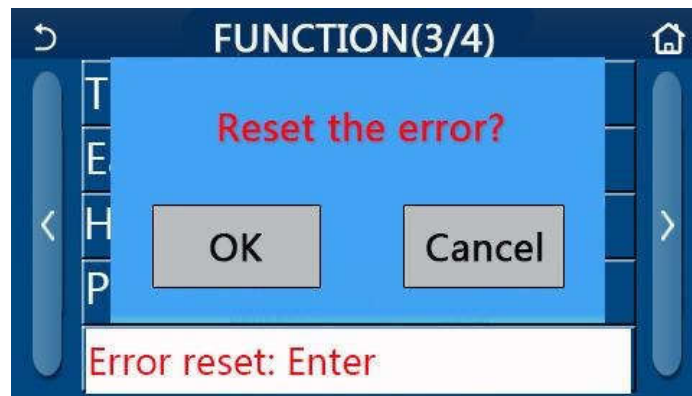 FUNCTION(3/4)
T
Reset the error?
E
H
OK Cancel
P
Error reset: Enter